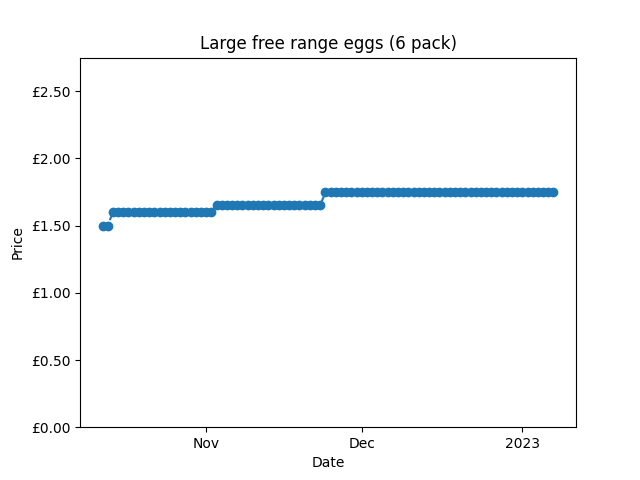 Large free range eggs (6 pack)
£2.50
£2.00
£1.50
£1.00
£0.50
£0.00
Price
Nov
Dec
2023
Date